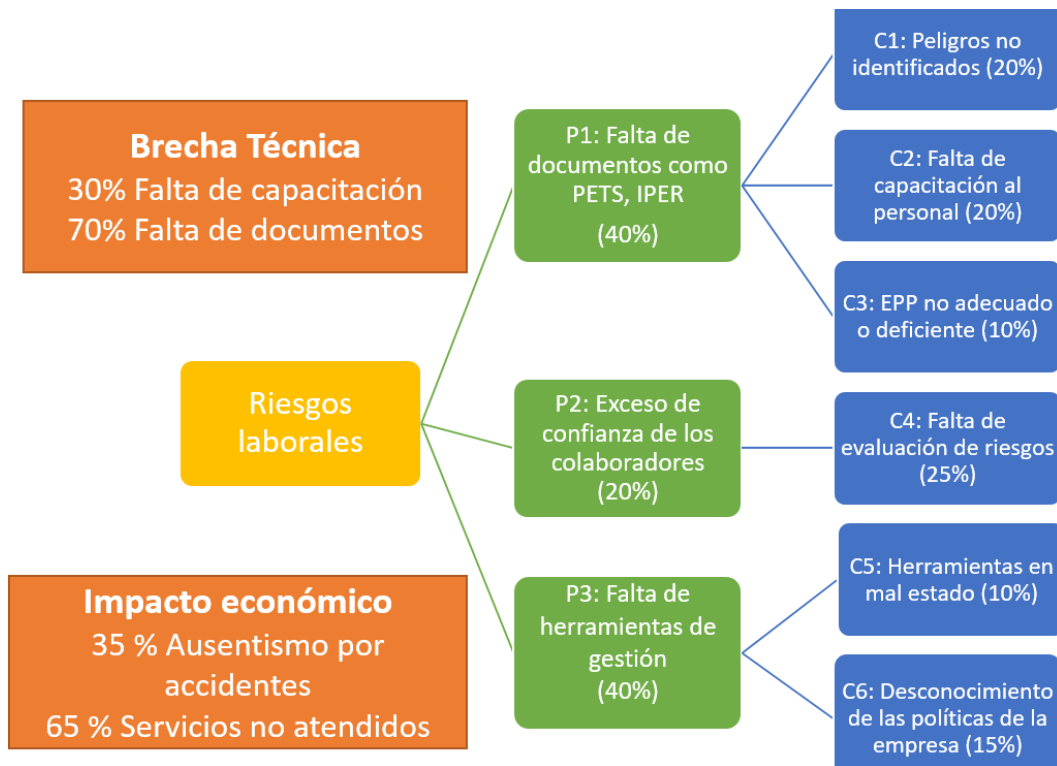 Brecha Técnica
30% Falta de capacitación
70% Falta de documentos
Riesgos
laborales
Impacto económico
35 % Ausentismo por
accidentes
65 % Servicios no atendidos
P1: Falta de
documentos como
PETS, IPER
(40%)
P2: Exceso de
confianza de los
colaboradores
(20%)
P3: Falta de
herramientas de
gestión
(40%)
C1: Peligros no
identificados (20%)
C2: Falta de
capacitación al
personal (20%)
C3: EPP no adecuado
o deficiente (10%)
C4: Falta de
evaluación de riesgos
(25%)
C5: Herramientas en
mal estado (10%)
C6: Desconocimiento
de las políticas de la
empresa (15%)